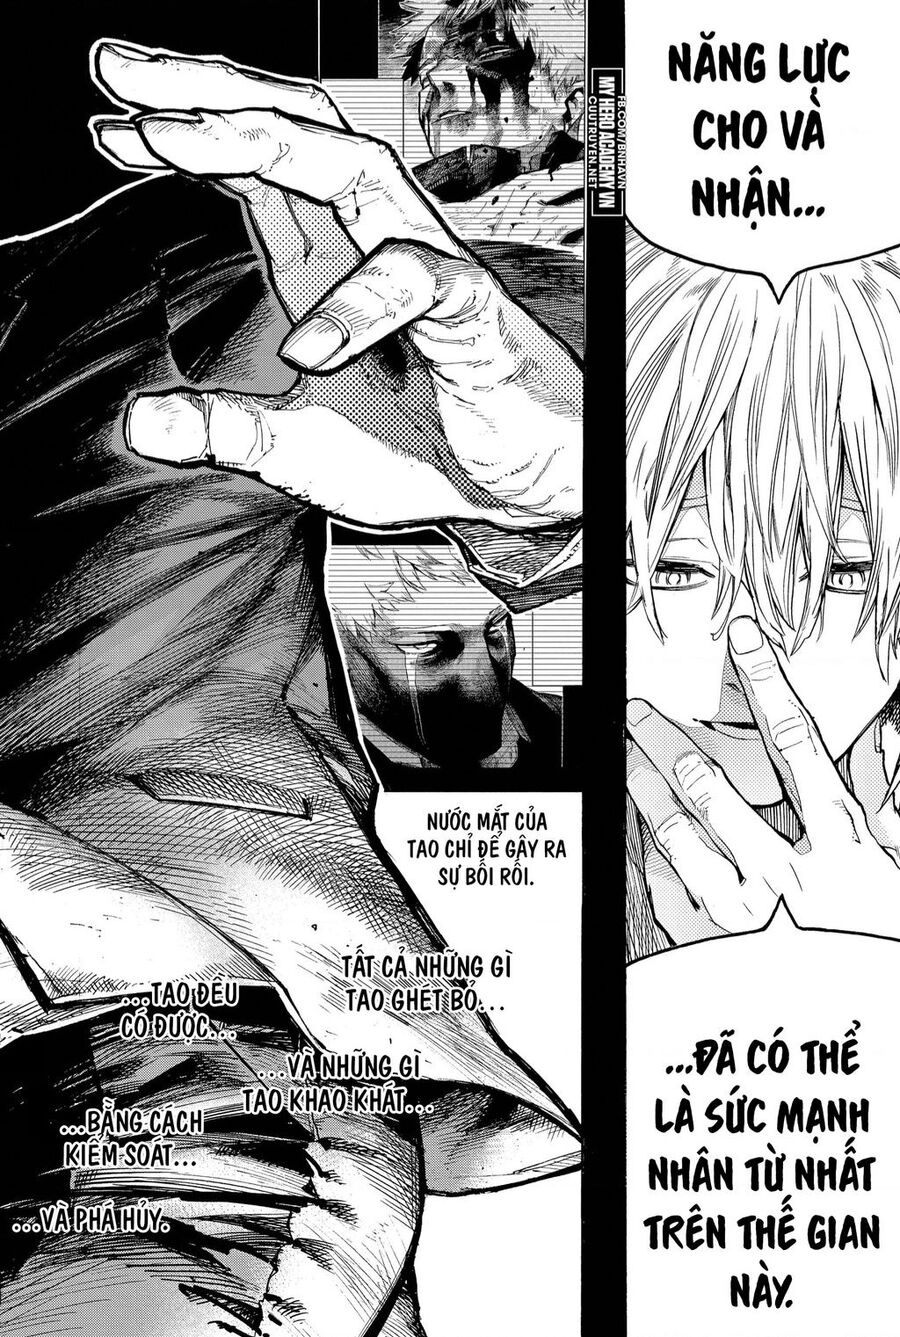 NĂNG LỰC
CHO VÀ
NHẬN...
...ĐÃ CÓ THỂ
LÀ SỨC MẠNH
NHÂN TỪ NHẤT
TRÊN THẾ GIAN
NÀY.
FB.COM/BNHAVN
MY HERO ACADEMY VN
CUUTRUYEN.NET
NƯỚC MẮT CỦA
TAO CHỈ ĐỂ GÂY RA
SỰ BỐI RỐI.
TẤT CẢ NHỮNG GÌ
TAO GHÉT BỎ...
...TAO ĐỀU
CÓ ĐƯỢC...
...VÀ NHỮNG GÌ
TAO KHAO KHÁT...
...BẰNG CÁCH
KIỂM SOÁT...
...VÀ PHÁ HỦY.